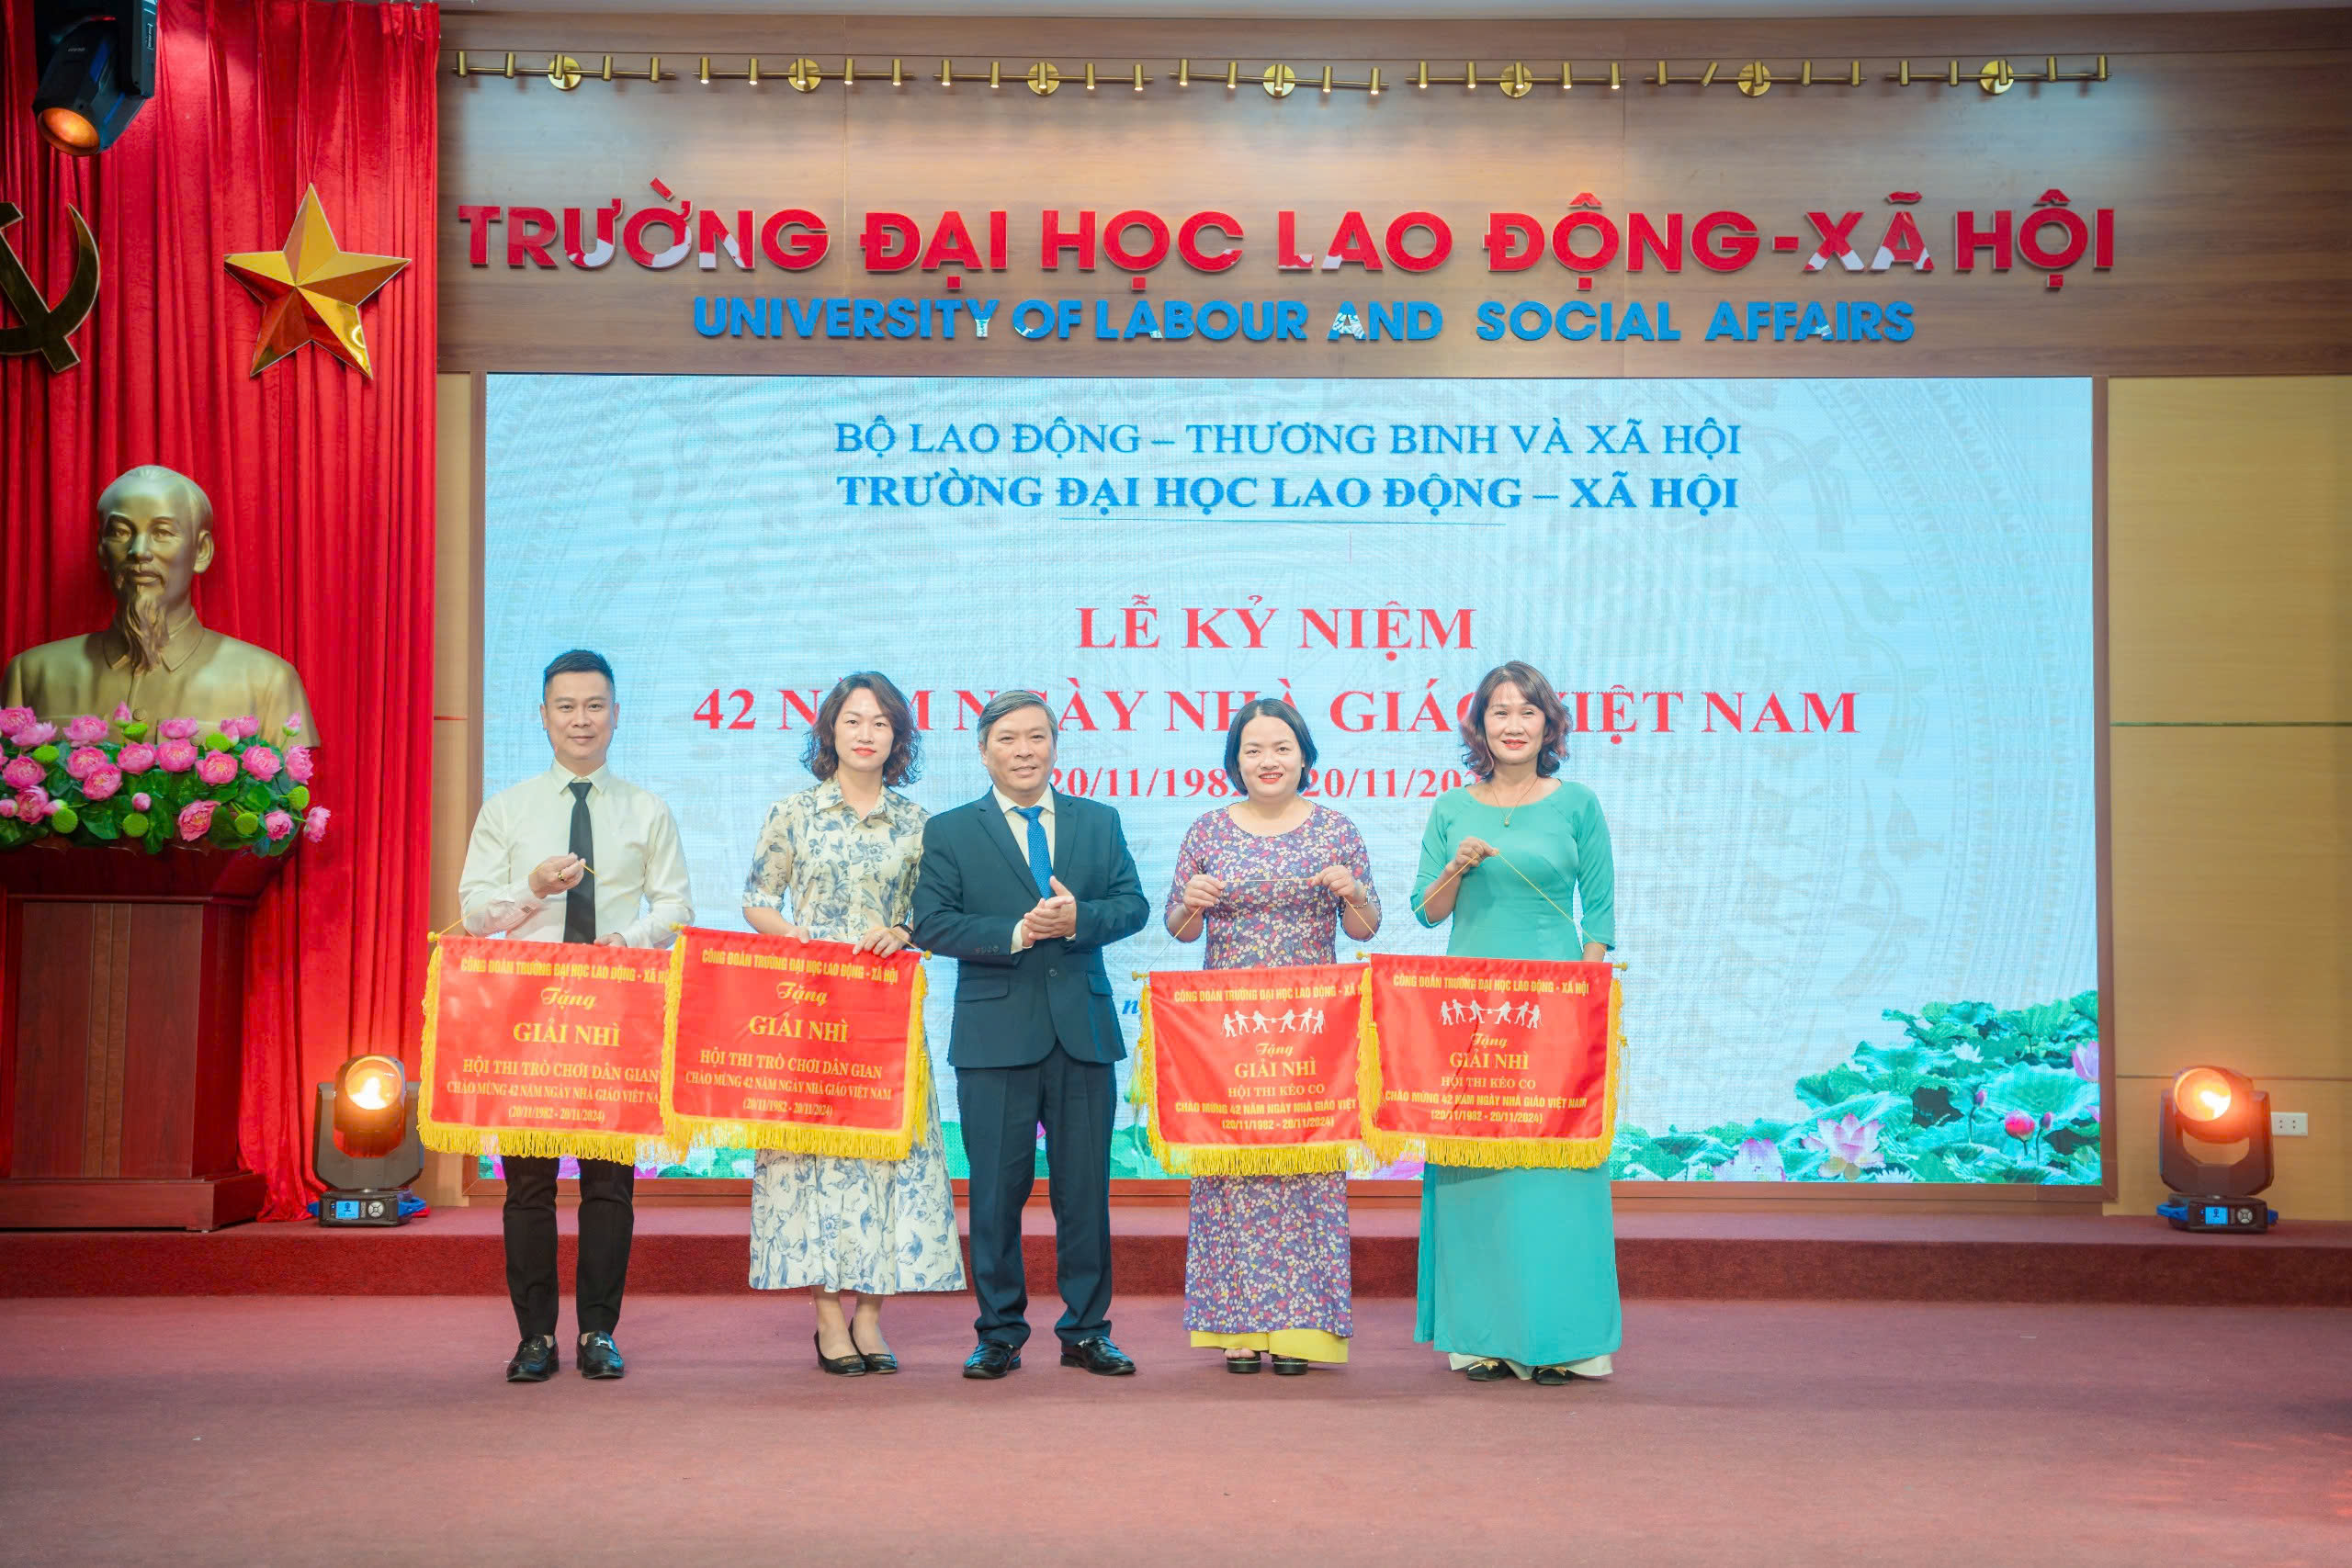 TRƯỜNG ĐẠI HỌC LAO ĐỘNG-XÃ HỘI
UNIVERSITY OF LABOUR AND SOCIAL AFFAIRS
BỘ LAO ĐỘNG – THƯƠNG BINH VÀ XÃ HỘI
TRƯỜNG ĐẠI HỌC LAO ĐỘNG – XÃ HỘI
LỄ KỶ NIỆM
42 NĂM NGÀY NHÀ GIÁO VIỆT NAM
20/11/1982 20/11/202
CÔNG ĐOÀN TRƯỜNG ĐẠI HỌC LAO ĐỘNG - XÃ HỘ
Tặng
GIẢI NHÌ
HỘI THI TRÒ CHƠI DÂN GIAN
CHÀO MỪNG 42 NĂM NGÀY NHÀ GIÁO VIỆT NA
(20/11/1982 - 20/11/2024)
CÔNG ĐOÀN TRƯỜNG ĐẠI HỌC LAO ĐỘNG - XÃ HỘI
Tặng
GIẢI NHÌ
HỘI THI TRÒ CHƠI DÂN GIAN
CHÀO MỪNG 42 NĂM NGÀY NHÀ GIÁO VIỆT NAM
(20/11/1982 - 20/11/2024)
CÔNG ĐOÀN TRƯỜNG ĐẠI HỌC LAO ĐỘNG - XÃ H
Tặng
GIẢI NHÌ
HỘI THI KÉO CO
CHÀO MỪNG 42 NĂM NGÀY NHÀ GIÁO VIỆT
(20/11/1982 - 20/11/2024)
CÔNG ĐOÀN TRƯỜNG ĐẠI HỌC LAO ĐỘNG - XÃ HỘI
Tặng
GIẢI NHÌ
HỘI THI KÉO CO
CHÀO MỪNG 42 NĂM NGÀY NHÀ GIÁO VIỆT NAM
(20/11/1982 - 20/11/2024)